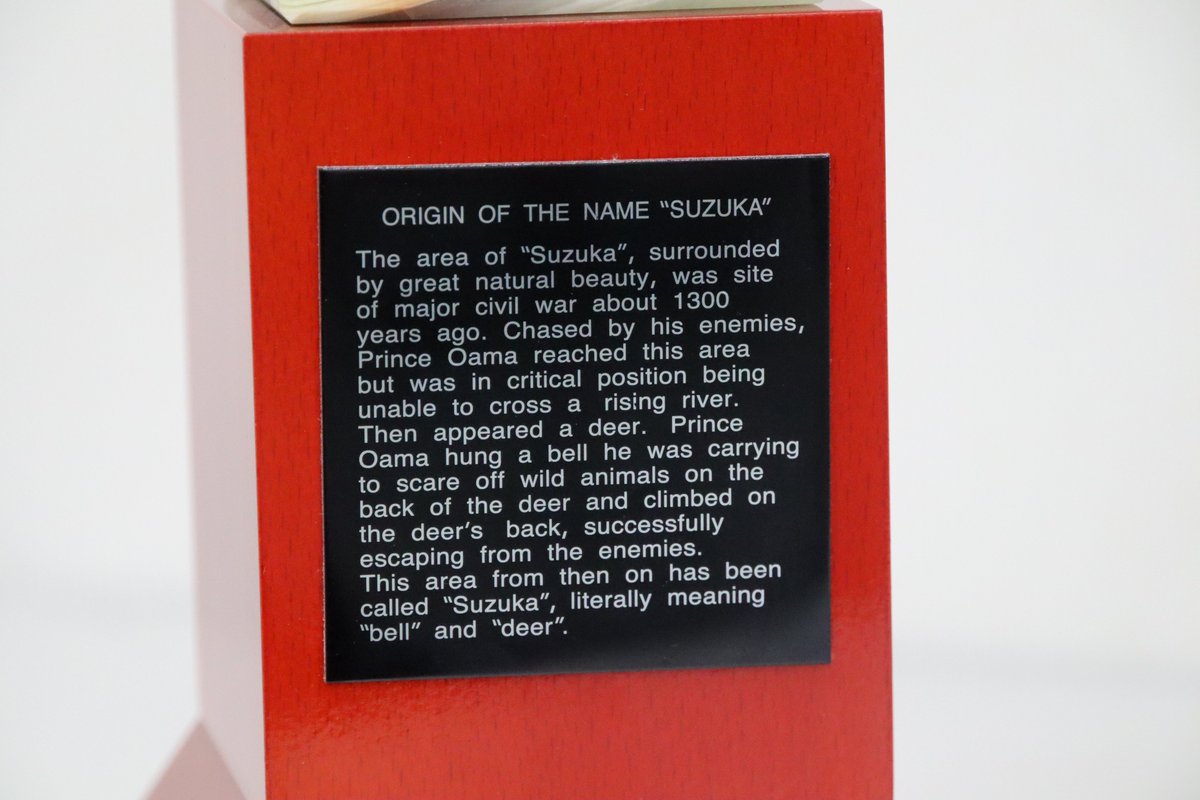 ORIGIN OF THE NAME “SUZUKA”
The area of “Suzuka”, surrounded
by great natural beauty, was site
of major civil war about 1300
years ago. Chased by his enemies,
Prince Oama reached this area
but was in critical position being
unable to cross a rising river.
Then appeared a deer. Prince
Oama hung a bell he was carrying
to scare off wild animals on the
back of the deer and climbed on
the deer’s back, successfully
escaping from the enemies.
This area from then on has been
called “Suzuka”, literally meaning
“bell” and “deer”.